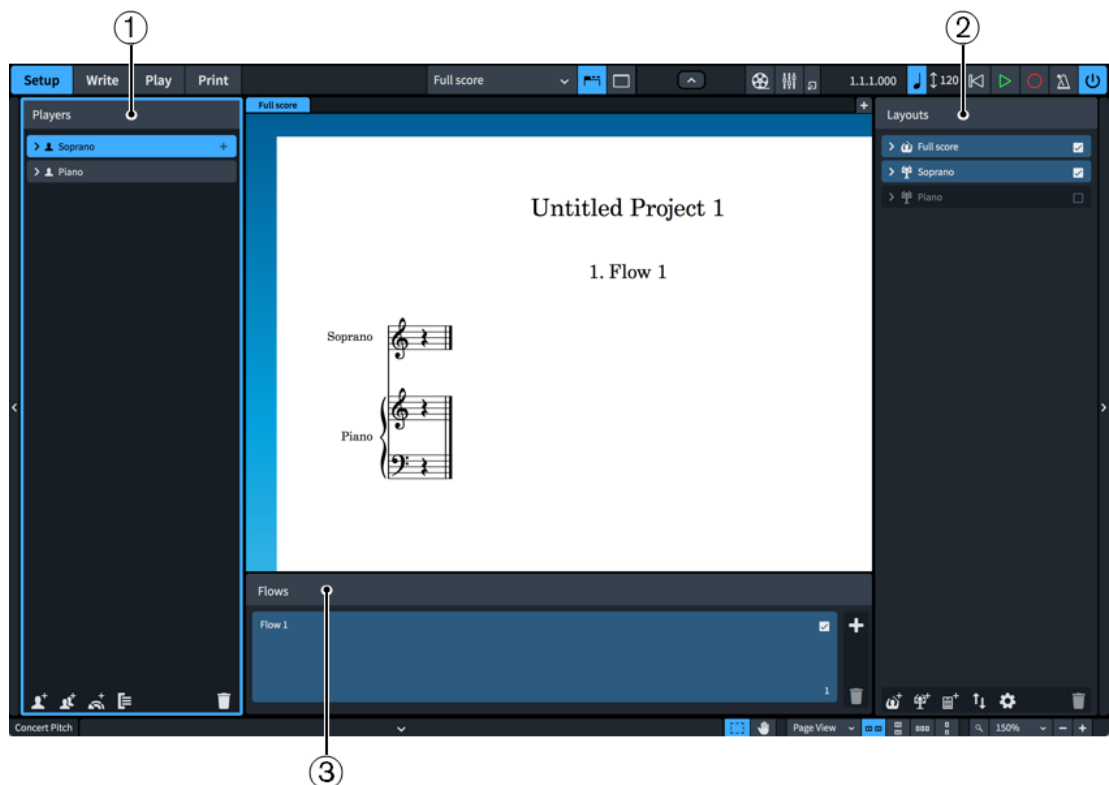 ① ②
Setup Write Play Print Full score 1.1.1.000 120
Players
Soprano
Piano
Full score
Untitled Project 1
1. Flow 1
Soprano
Piano
Layouts
Full score
Soprano
Piano
Flows
Flow 1
1
Concert Pitch Page View 150%
③